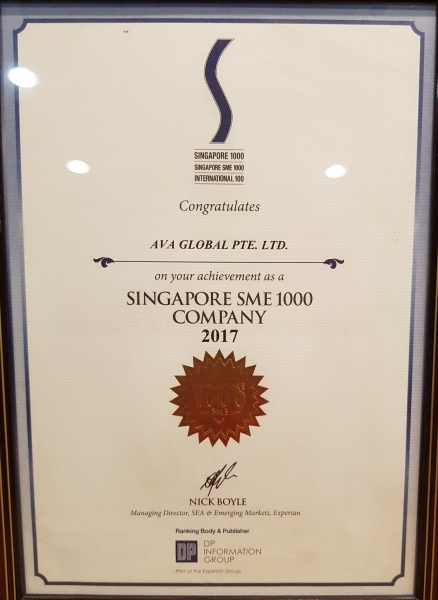 SINGAPORE 1000
SINGAPORE SME 1000
INTERNATIONAL 100
Congratulates
AVA GLOBAL PTE. LTD.
on your achievement as a
SINGAPORE SME 1000
COMPANY
2017
1000
NICK BOYLE
Managing Director, SEA & Emerging Markets, Experian
Ranking Body & Publisher
DP
DP
INFORMATION
GROUP
Part of the Experian Group